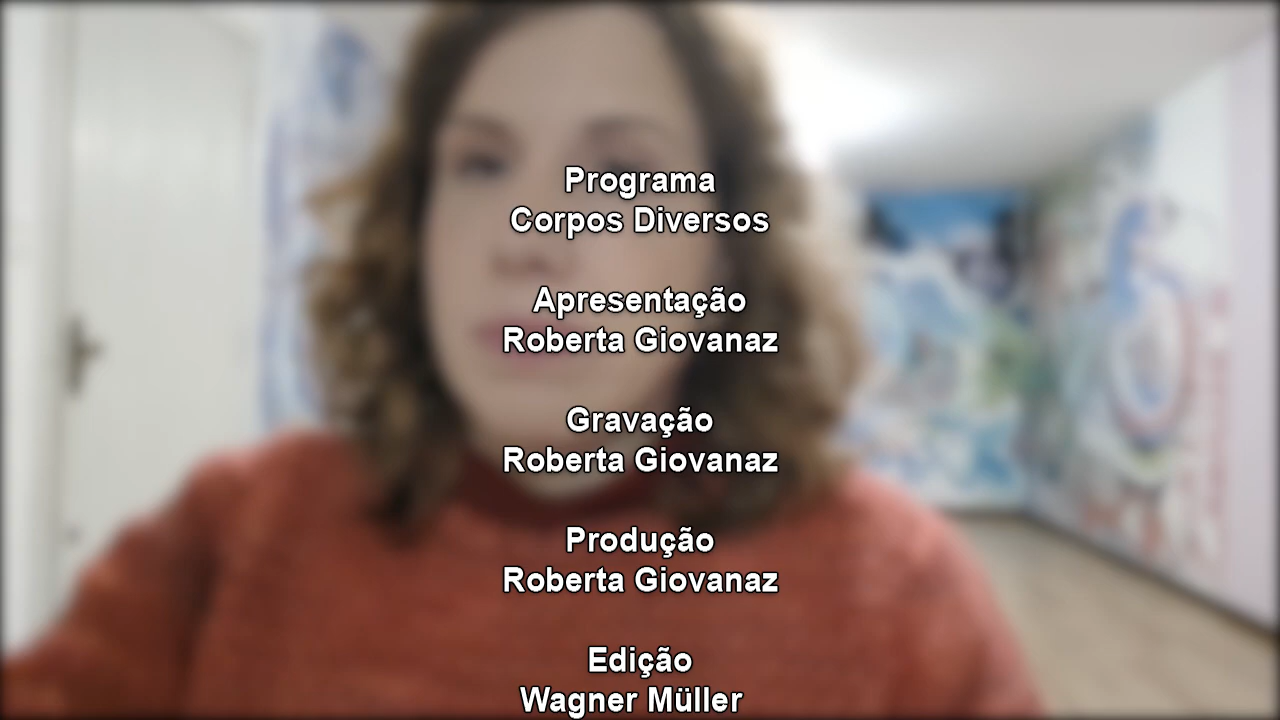 Programa
Corpos Diversos
Apresentação
Roberta Giovanaz
Gravação
Roberta Giovanaz
Produção
Roberta Giovanaz
Edição
Wagner Müller